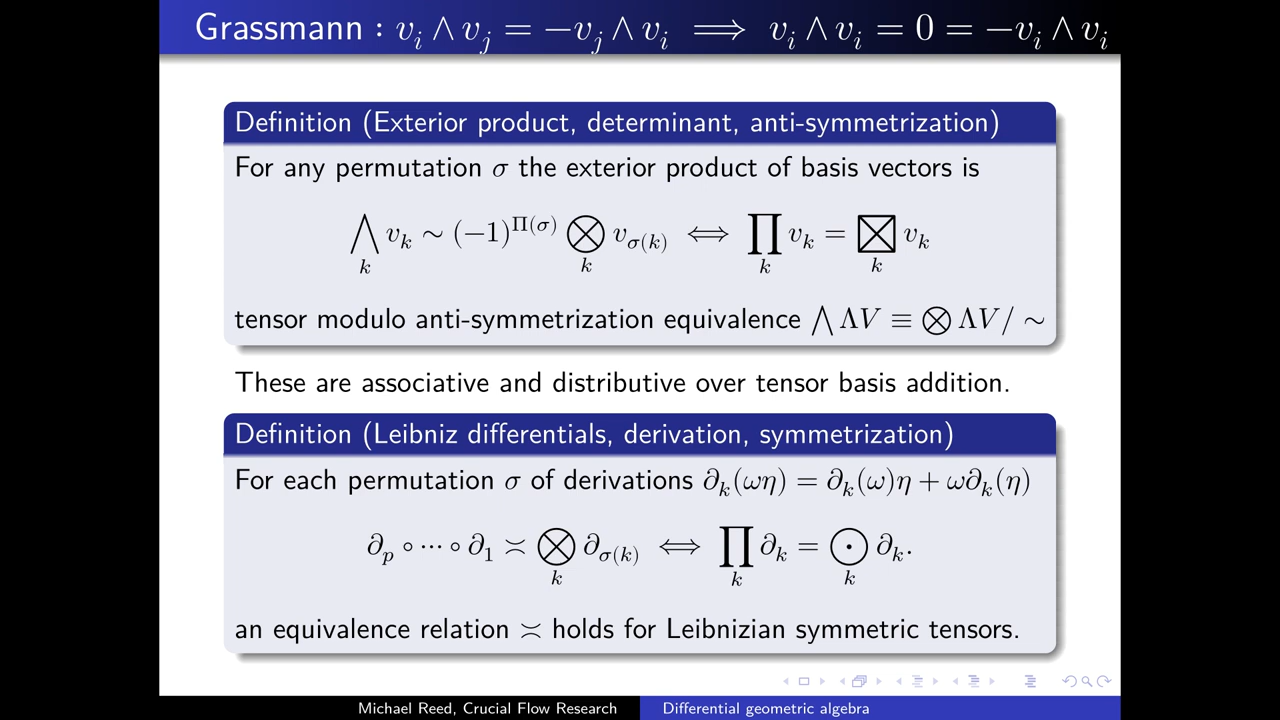 Grassmann : v_i ∧ v_j = −v_j ∧ v_i ⟹ v_i ∧ v_i = 0 = −v_i ∧ v_i
Definition (Exterior product, determinant, anti-symmetrization)
For any permutation σ the exterior product of basis vectors is
⋀_k v_k ∼ (−1)^{Π(σ)} ⨂_k v_{σ(k)} ⟺ ∏_k v_k = ⊠_k v_k
tensor modulo anti-symmetrization equivalence ⋀ ΛV ≡ ⨂ ΛV/ ∼
These are associative and distributive over tensor basis addition.
Definition (Leibniz differentials, derivation, symmetrization)
For each permutation σ of derivations ∂_k(ωη) = ∂_k(ω)η + ω∂_k(η)
∂_p ∘ ⋯ ∘ ∂_1 ≍ ⨂_k ∂_{σ(k)} ⟺ ∏_k ∂_k = ⨀_k ∂_k.
an equivalence relation ≍ holds for Leibnizian symmetric tensors.
Michael Reed, Crucial Flow Research
Differential geometric algebra